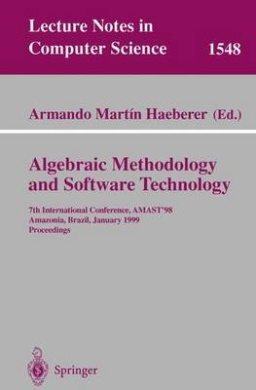 Lecture Notes in
Computer Science 1548
Armando Martín Haeberer (Ed.)
Algebraic Methodology
and Software Technology
7th International Conference, AMAST'98
Amazonia, Brazil, January 1999
Proceedings
Springer